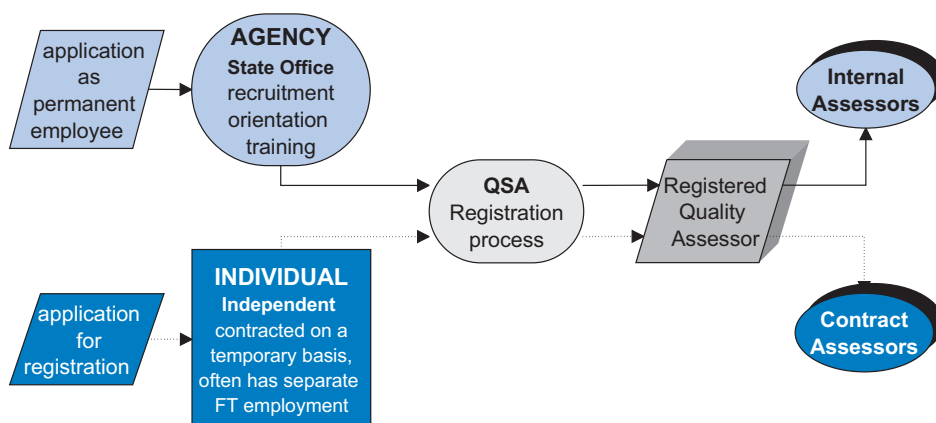 application
as
permanent
employee
AGENCY
State Office
recruitment
orientation
training
Internal
Assessors
QSA
Registration
process
Registered
Quality
Assessor
application
for
registration
INDIVIDUAL
Independent
contracted on a
temporary basis,
often has separate
FT employment
Contract
Assessors